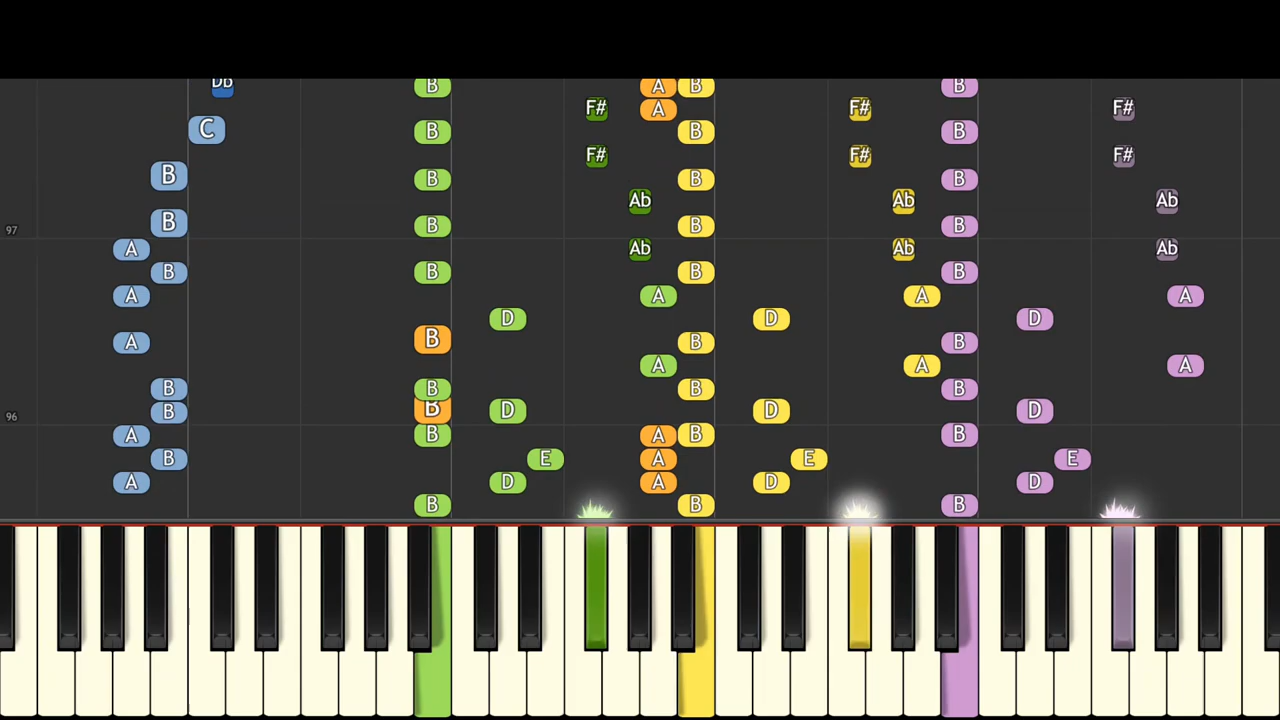 Db B A B B
F# A F# F#
C B B B
F# F# F#
B B B B
Ab Ab Ab
B B B B
97
A Ab Ab Ab
B B B B
A A A A
D D D
A B B B
A A A
B B B B
B B D D D
96
A B A B B
B E A E E
A D A D D
B B B